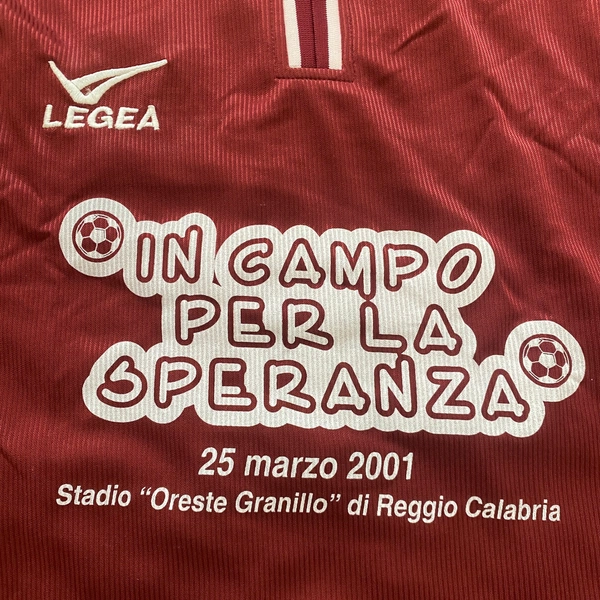 LEGEA
IN CAMPO
PER LA
SPERANZA
25 marzo 2001
Stadio “Oreste Granillo” di Reggio Calabria